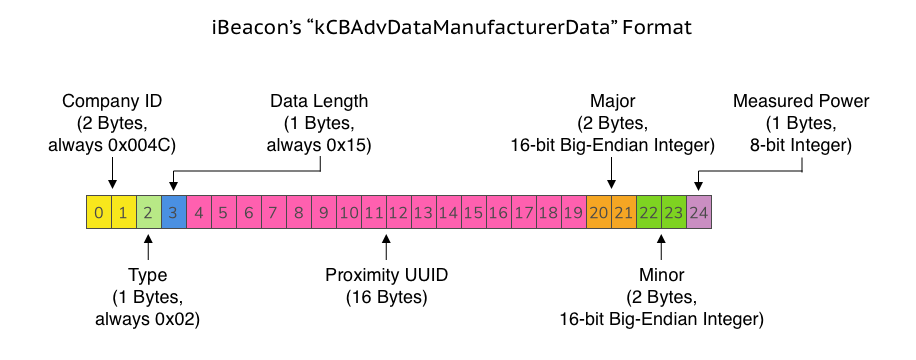 iBeacon’s “kCBAdvDataManufacturerData” Format
Company ID
(2 Bytes,
always 0x004C)
Data Length
(1 Bytes,
always 0x15)
Major
(2 Bytes,
16-bit Big-Endian Integer)
Measured Power
(1 Bytes,
8-bit Integer)
0 1 2 3 4 5 6 7 8 9 10 11 12 13 14 15 16 17 18 19 20 21 22 23 24
Type
(1 Bytes,
always 0x02)
Proximity UUID
(16 Bytes)
Minor
(2 Bytes,
16-bit Big-Endian Integer)